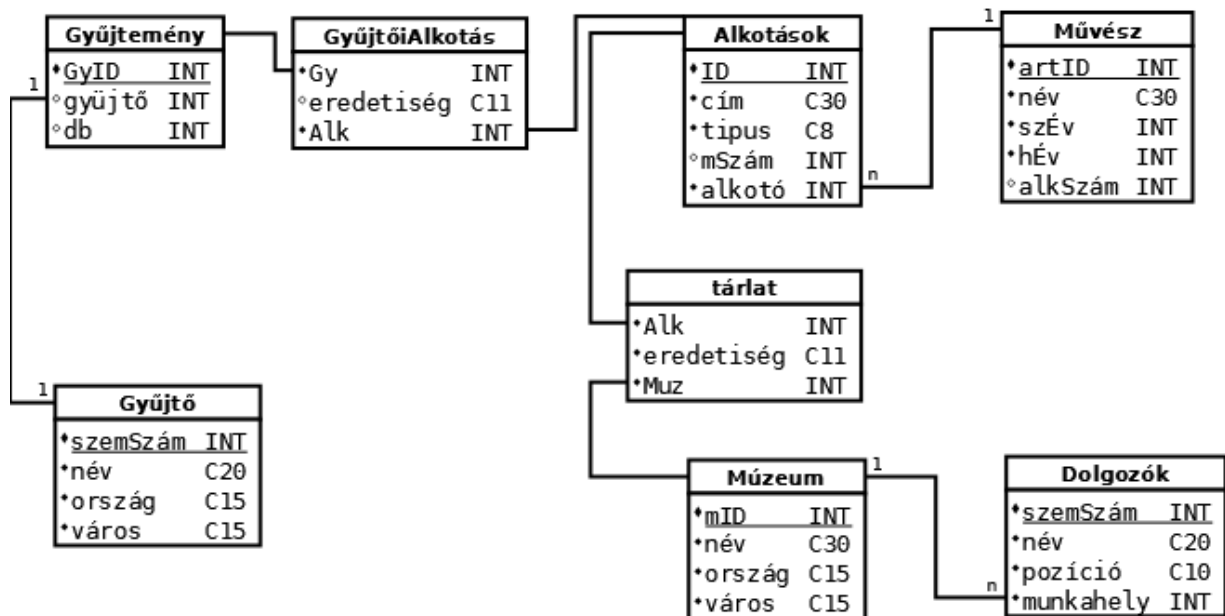 Gyűjtemény
GyID INT
gyüjtő INT
db INT
GyűjtőiAlkotás
Gy INT
eredetiség C11
Alk INT
Alkotások
ID INT
cím C30
tipus C8
mSzám INT
alkotó INT
Művész
artID INT
név C30
szÉv INT
hÉv INT
alkSzám INT
1
1
n
tárlat
Alk INT
eredetiség C11
Muz INT
1
Gyűjtő
szemSzám INT
név C20
ország C15
város C15
Múzeum
mID INT
név C30
ország C15
város C15
1
n
Dolgozók
szemSzám INT
név C20
pozíció C10
munkahely INT